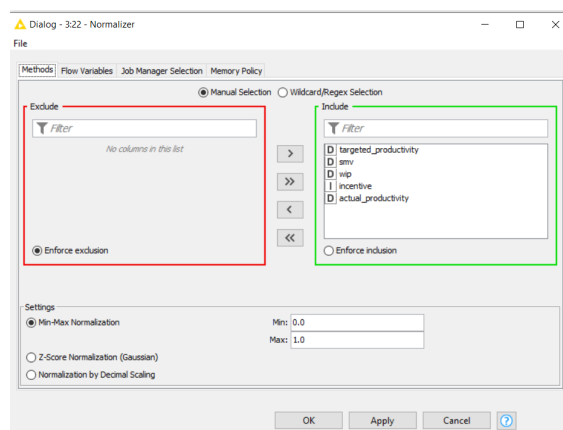 Dialog - 3:22 - Normalizer
File
Methods Flow Variables Job Manager Selection Memory Policy
Manual Selection Wildcard/Regex Selection
Exclude
Filter
No columns in this list
Enforce exclusion
>
>>
<
<<
Include
Filter
D targeted_productivity
D smv
D wip
I incentive
D actual_productivity
Enforce inclusion
Settings
Min-Max Normalization Min: 0.0
Max: 1.0
Z-Score Normalization (Gaussian)
Normalization by Decimal Scaling
OK Apply Cancel ?